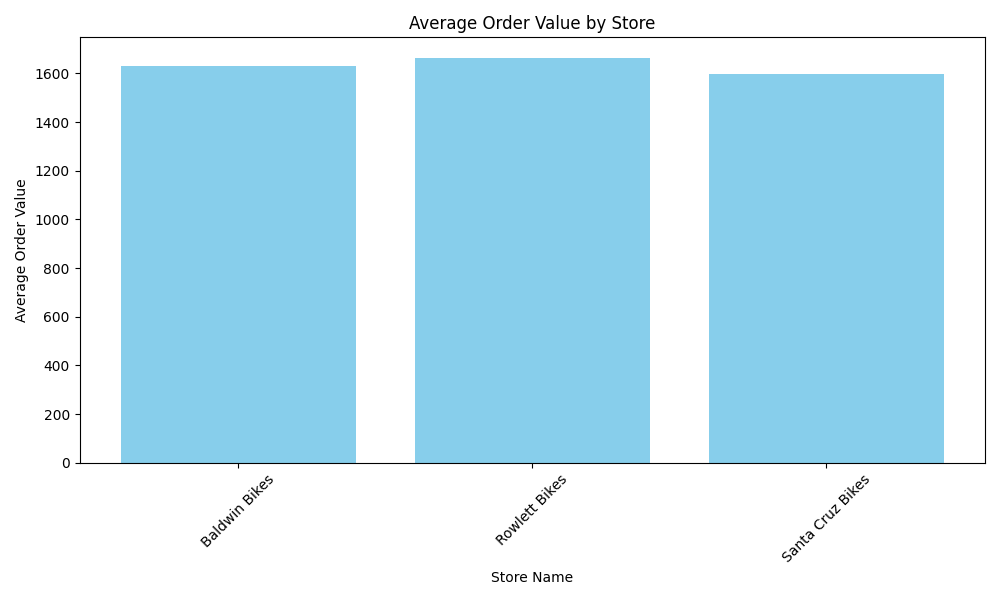 Average Order Value by Store
Average Order Value
1600
1400
1200
1000
800
600
400
200
0
Baldwin Bikes
Rowlett Bikes
Santa Cruz Bikes
Store Name